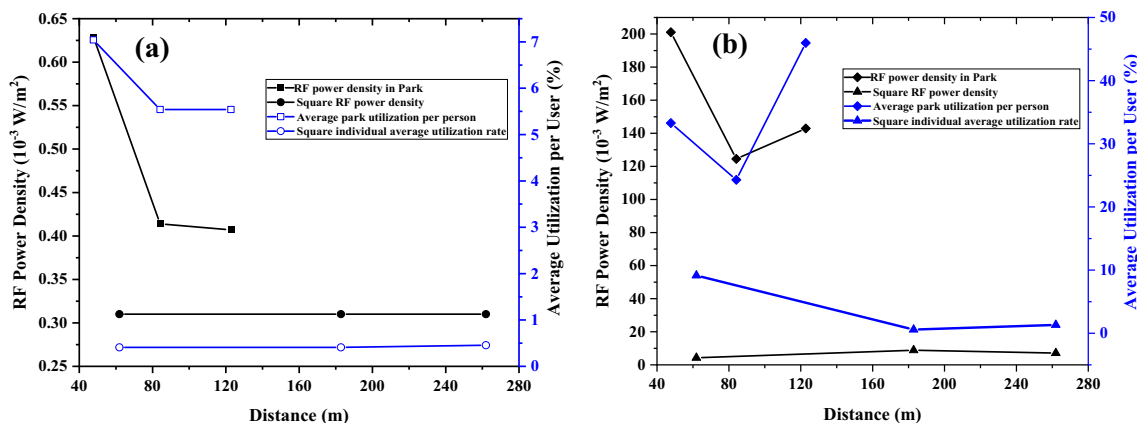 (a)
RF Power Density (10⁻³ W/m²)
0.65
0.60
0.55
0.50
0.45
0.40
0.35
0.30
0.25
RF power density in Park
Square RF power density
Average park utilization per person
Square individual average utilization rate
7
6
5
4
3
2
1
0
Average Utilization per User (%)
40 80 120 160 200 240 280
Distance (m)
(b)
RF Power Density (10⁻³ W/m²)
200
180
160
140
120
100
80
60
40
20
0
RF power density in Park
Square RF power density
Average park utilization per person
Square individual average utilization rate
50
40
30
20
10
0
Average Utilization per User (%)
40 80 120 160 200 240 280
Distance (m)